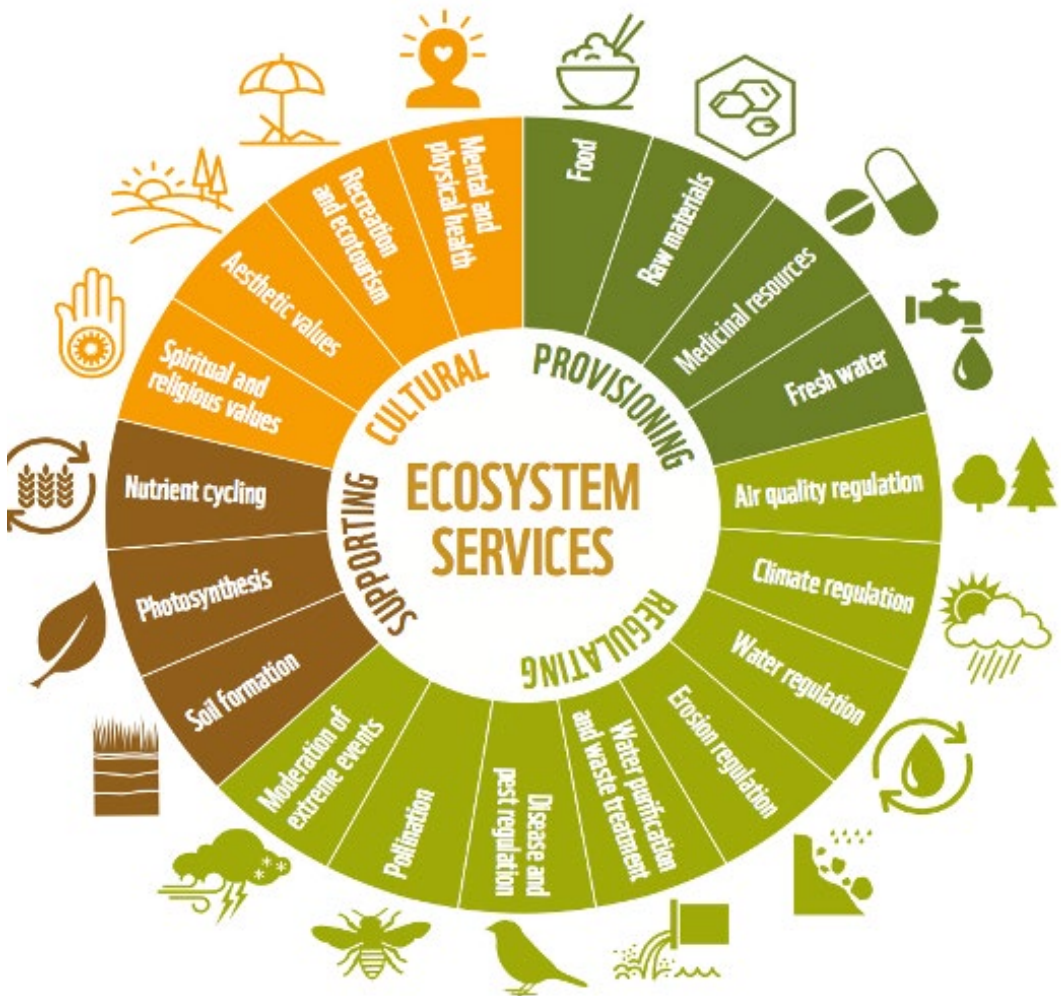 ECOSYSTEM
SERVICES
PROVISIONING
Food
Raw materials
Medicinal resources
Fresh water
REGULATING
Air quality regulation
Climate regulation
Water regulation
Erosion regulation
Water purification
and waste treatment
Disease and
pest regulation
Pollination
Moderation of
extreme events
SUPPORTING
Soil formation
Photosynthesis
Nutrient cycling
CULTURAL
Spiritual and
religious values
Aesthetic values
Recreation
and ecotourism
Mental and
physical health